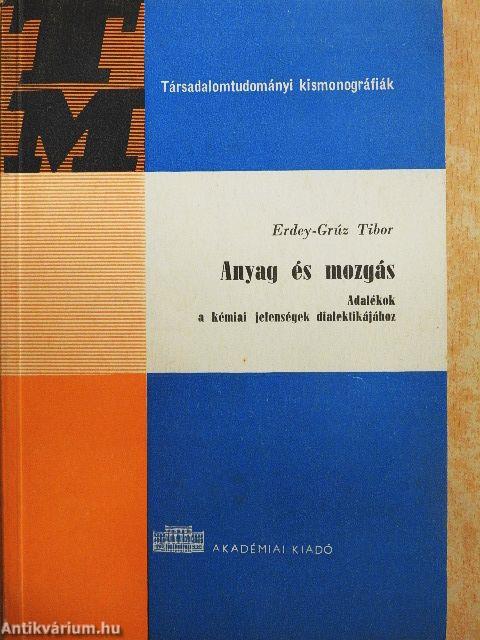 TM
Társadalomtudományi kismonográfiák
Erdey-Grúz Tibor
Anyag és mozgás
Adalékok
a kémiai jelenségek dialektikájához
AKADÉMIAI KIADÓ
Antikvárium.hu